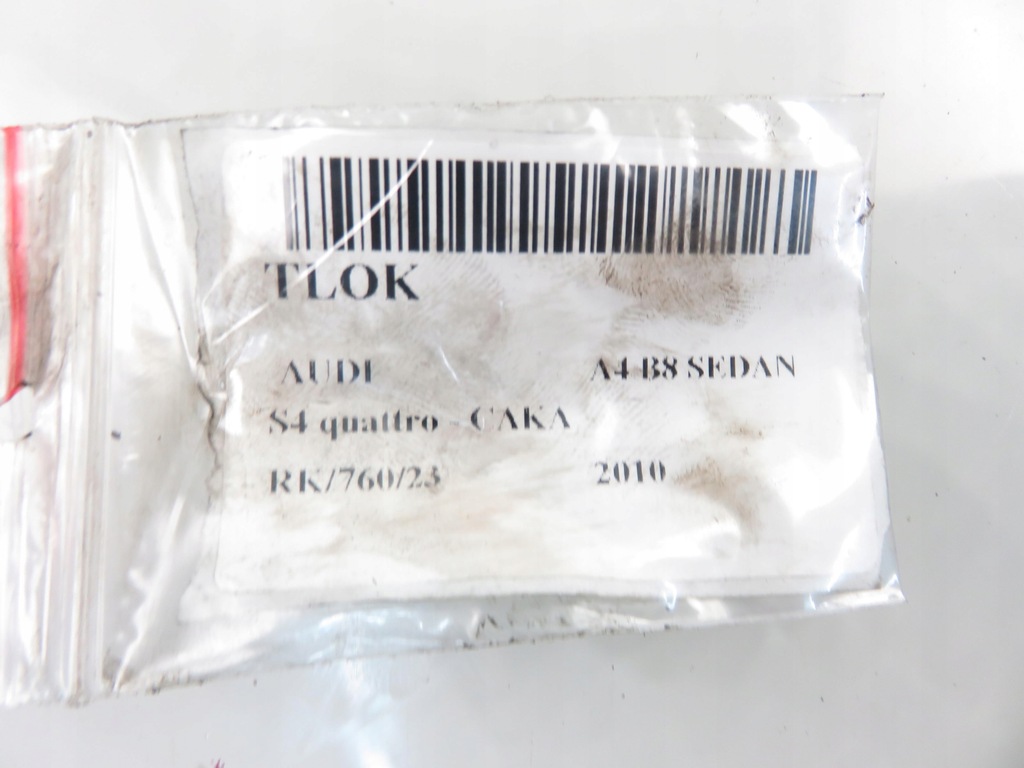 TLOK
AUDI A4 B8 SEDAN
S4 quattro - CAKA
RK/760/23 2010